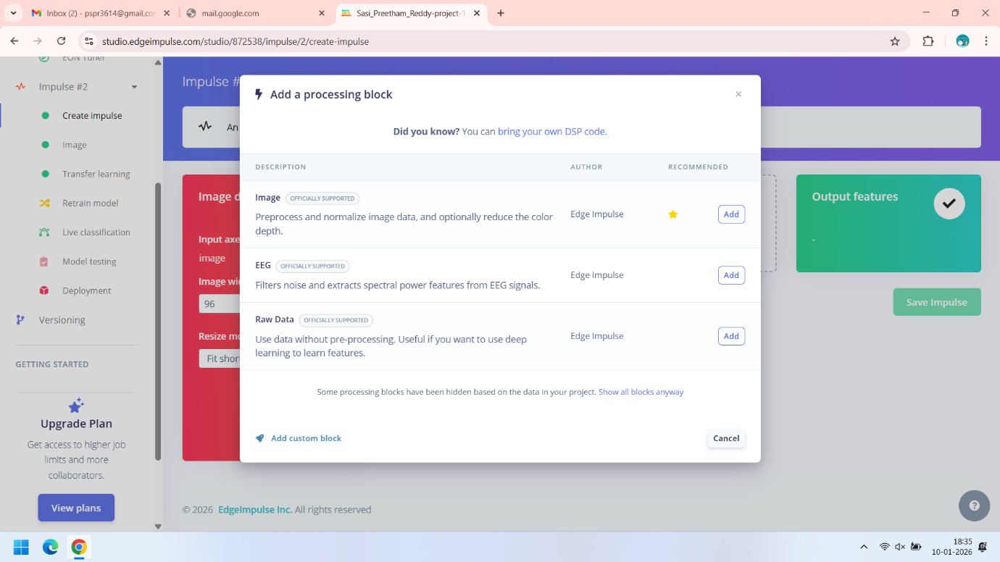 Inbox (2) - pspr3614@gmail.co
mail.google.com
Sasi_Preetham_Reddy-project-1
studio.edgeimpulse.com/studio/872538/impulse/2/create-impulse
EON Tuner
Impulse #2
Create impulse
Image
Transfer learning
Retrain model
Live classification
Model testing
Deployment
Versioning
GETTING STARTED
Upgrade Plan
Get access to higher job
limits and more
collaborators.
View plans
Impulse #
An
Image d
Input axe
image
Image wi
96
Resize mo
Fit short
Add a processing block
Did you know? You can bring your own DSP code.
DESCRIPTION AUTHOR RECOMMENDED
Image OFFICIALLY SUPPORTED
Preprocess and normalize image data, and optionally reduce the color
depth.
Edge Impulse
Add
EEG OFFICIALLY SUPPORTED
Filters noise and extracts spectral power features from EEG signals.
Edge Impulse
Add
Raw Data OFFICIALLY SUPPORTED
Use data without pre-processing. Useful if you want to use deep
learning to learn features.
Edge Impulse
Add
Some processing blocks have been hidden based on the data in your project. Show all blocks anyway
Add custom block
Cancel
Output features
-
Save Impulse
© 2026 EdgeImpulse Inc. All rights reserved
18:35
10-01-2026